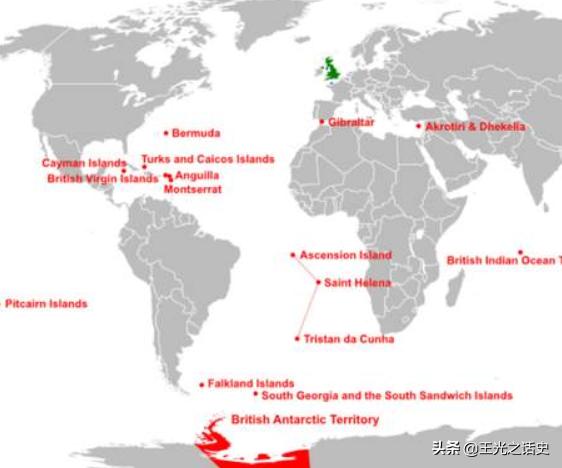 Gibraltar
Akrotiri & Dhekelia
Bermuda
Cayman Islands
Turks and Caicos Islands
British Virgin Islands
Anguilla
Montserrat
Ascension Island
British Indian Ocean T
Saint Helena
Pitcairn Islands
Tristan da Cunha
Falkland Islands
South Georgia and the South Sandwich Islands
British Antarctic Territory
头条 @王光之话史